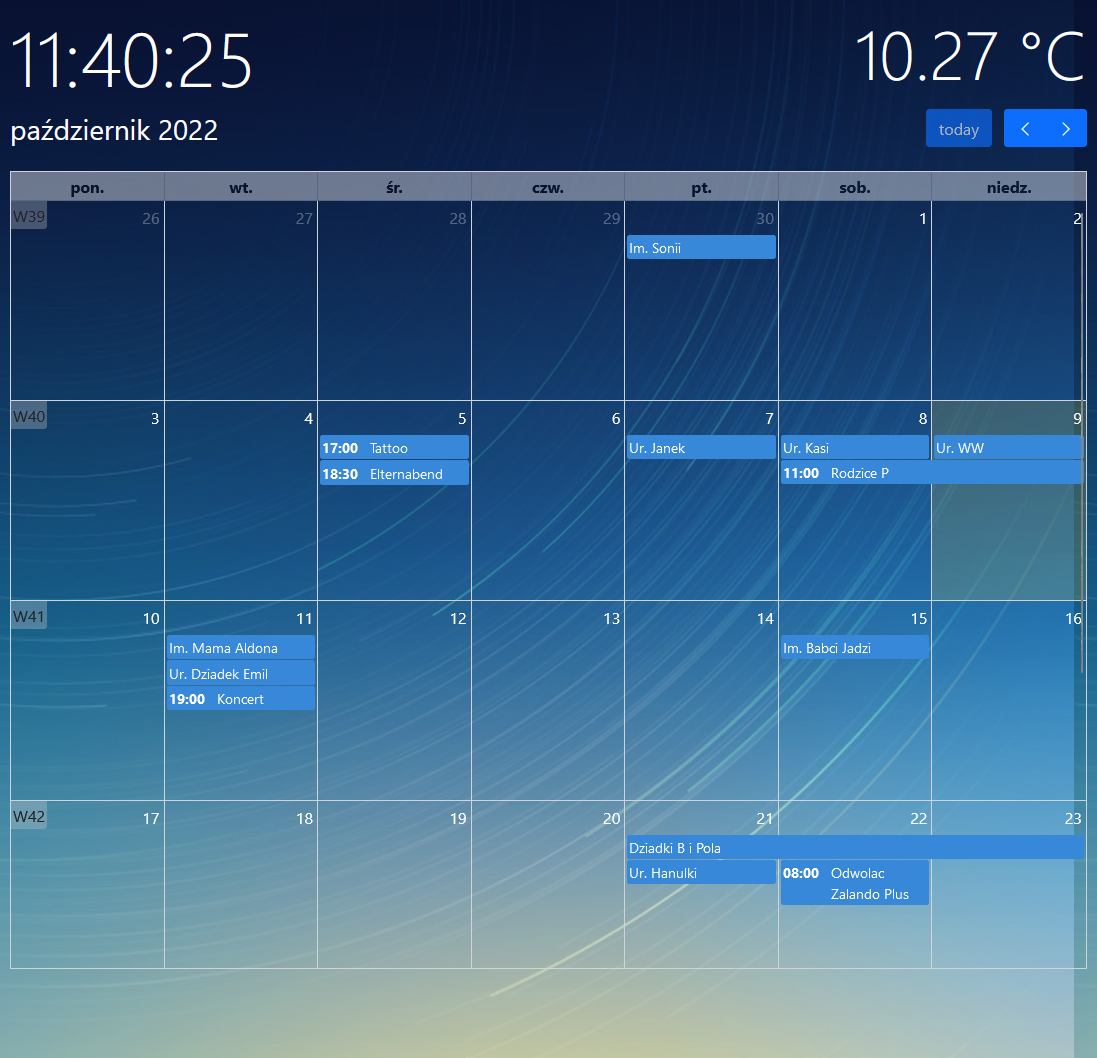 11:40:25
10.27 °C
październik 2022
today
pon. wt. śr. czw. pt. sob. niedz.
W39 26 27 28 29 30 1 2
Im. Sonii
W40 3 4 5 6 7 8 9
17:00 Tattoo Ur. Janek Ur. Kasi Ur. WW
18:30 Elternabend 11:00 Rodzice P
W41 10 11 12 13 14 15 16
Im. Mama Aldona Im. Babci Jadzi
Ur. Dziadek Emil
19:00 Koncert
W42 17 18 19 20 21 22 23
Dziadki B i Pola
Ur. Hanulki 08:00 Odwolac
Zalando Plus